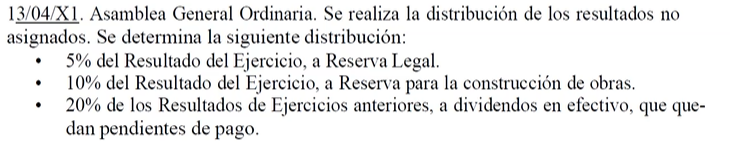 13/04/X1. Asamblea General Ordinaria. Se realiza la distribución de los resultados no
asignados. Se determina la siguiente distribución:
• 5% del Resultado del Ejercicio, a Reserva Legal.
• 10% del Resultado del Ejercicio, a Reserva para la construcción de obras.
• 20% de los Resultados de Ejercicios anteriores, a dividendos en efectivo, que que-
dan pendientes de pago.